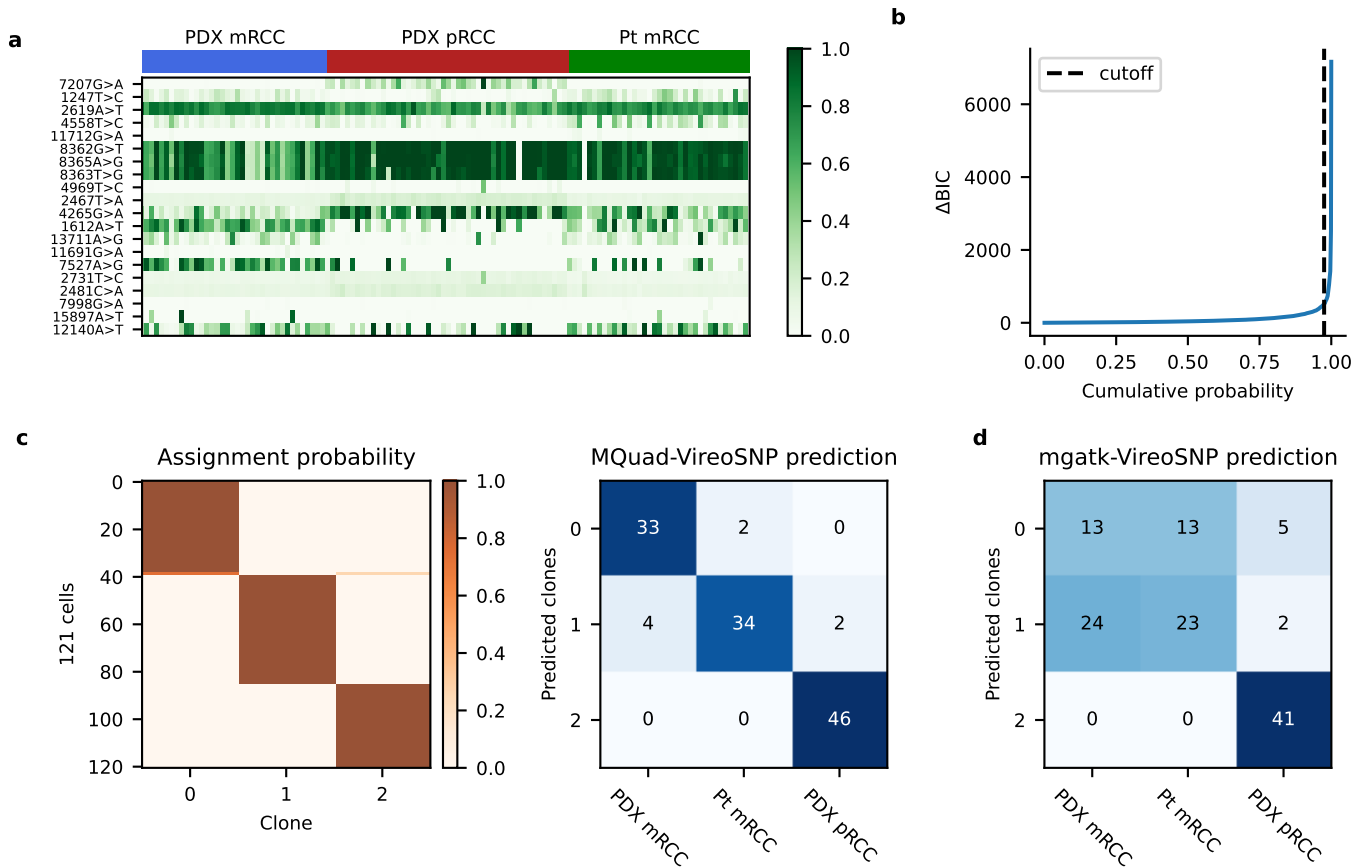 a
PDX mRCC
PDX pRCC
Pt mRCC
7207G>A
1247T>C
2619A>T
4558T>C
11712G>A
8362G>T
8365A>G
8363T>G
4969T>C
2467T>A
4265G>A
1612A>T
13711A>G
11691G>A
7527A>G
2731T>C
2481C>A
7998G>A
15897A>T
12140A>T
1.0
0.8
0.6
0.4
0.2
0.0
b
cutoff
ΔBIC
6000
4000
2000
0
0.00 0.25 0.50 0.75 1.00
Cumulative probability
c
Assignment probability
121 cells
0
20
40
60
80
100
120
0 1 2
Clone
1.0
0.8
0.6
0.4
0.2
0.0
MQuad-VireoSNP prediction
Predicted clones
0 33 2 0
1 4 34 2
2 0 0 46
PDX mRCC
Pt mRCC
PDX pRCC
d
mgatk-VireoSNP prediction
Predicted clones
0 13 13 5
1 24 23 2
2 0 0 41
PDX mRCC
Pt mRCC
PDX pRCC